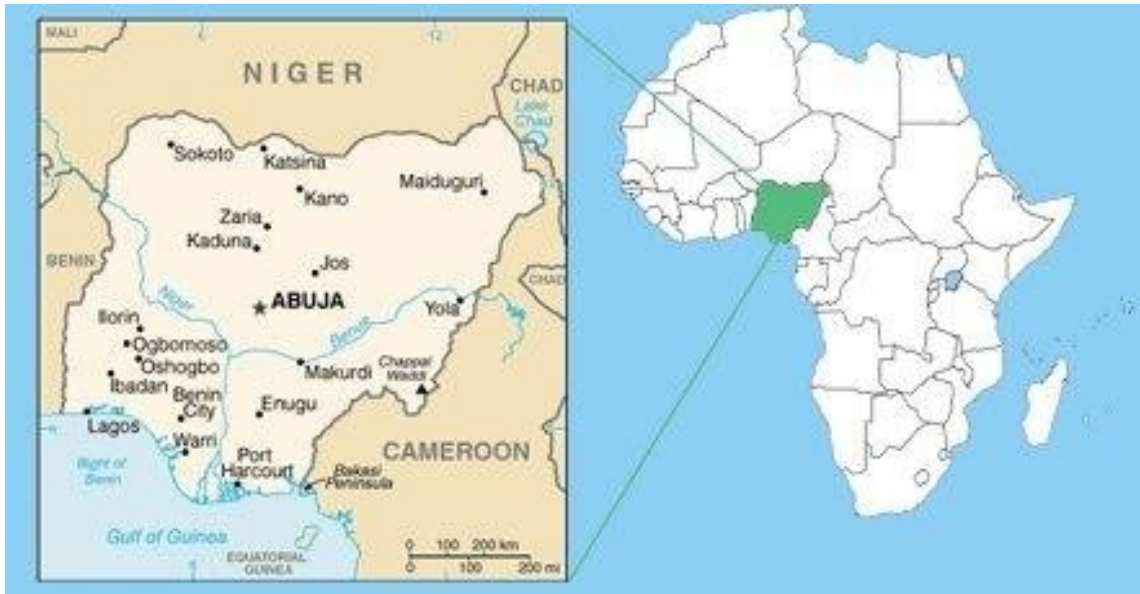 MALI
12
NIGER
CHAD
Lake
Chad
Sokoto
Katsina
Kano
Maiduguri
Zaria
Kaduna
BENIN
Jos
CHAD
Niger
ABUJA
Yola
Benue
Ilorin
Ogbomoso
Oshogbo
Ibadan
Makurdi
Chappal
Waddi
Benin
City
Enugu
Lagos
Warri
CAMEROON
Bight of
Benin
Port
Harcourt
Bakasi
Peninsula
Gulf of Guinea
EQUATORIAL
GUINEA
0 100 200 km
0 100 200 mi